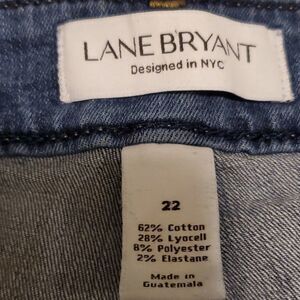 LANE BRYANT
Designed in NYC
22
62% Cotton
28% Lyocell
8% Polyester
2% Elastane
Made in
Guatemala